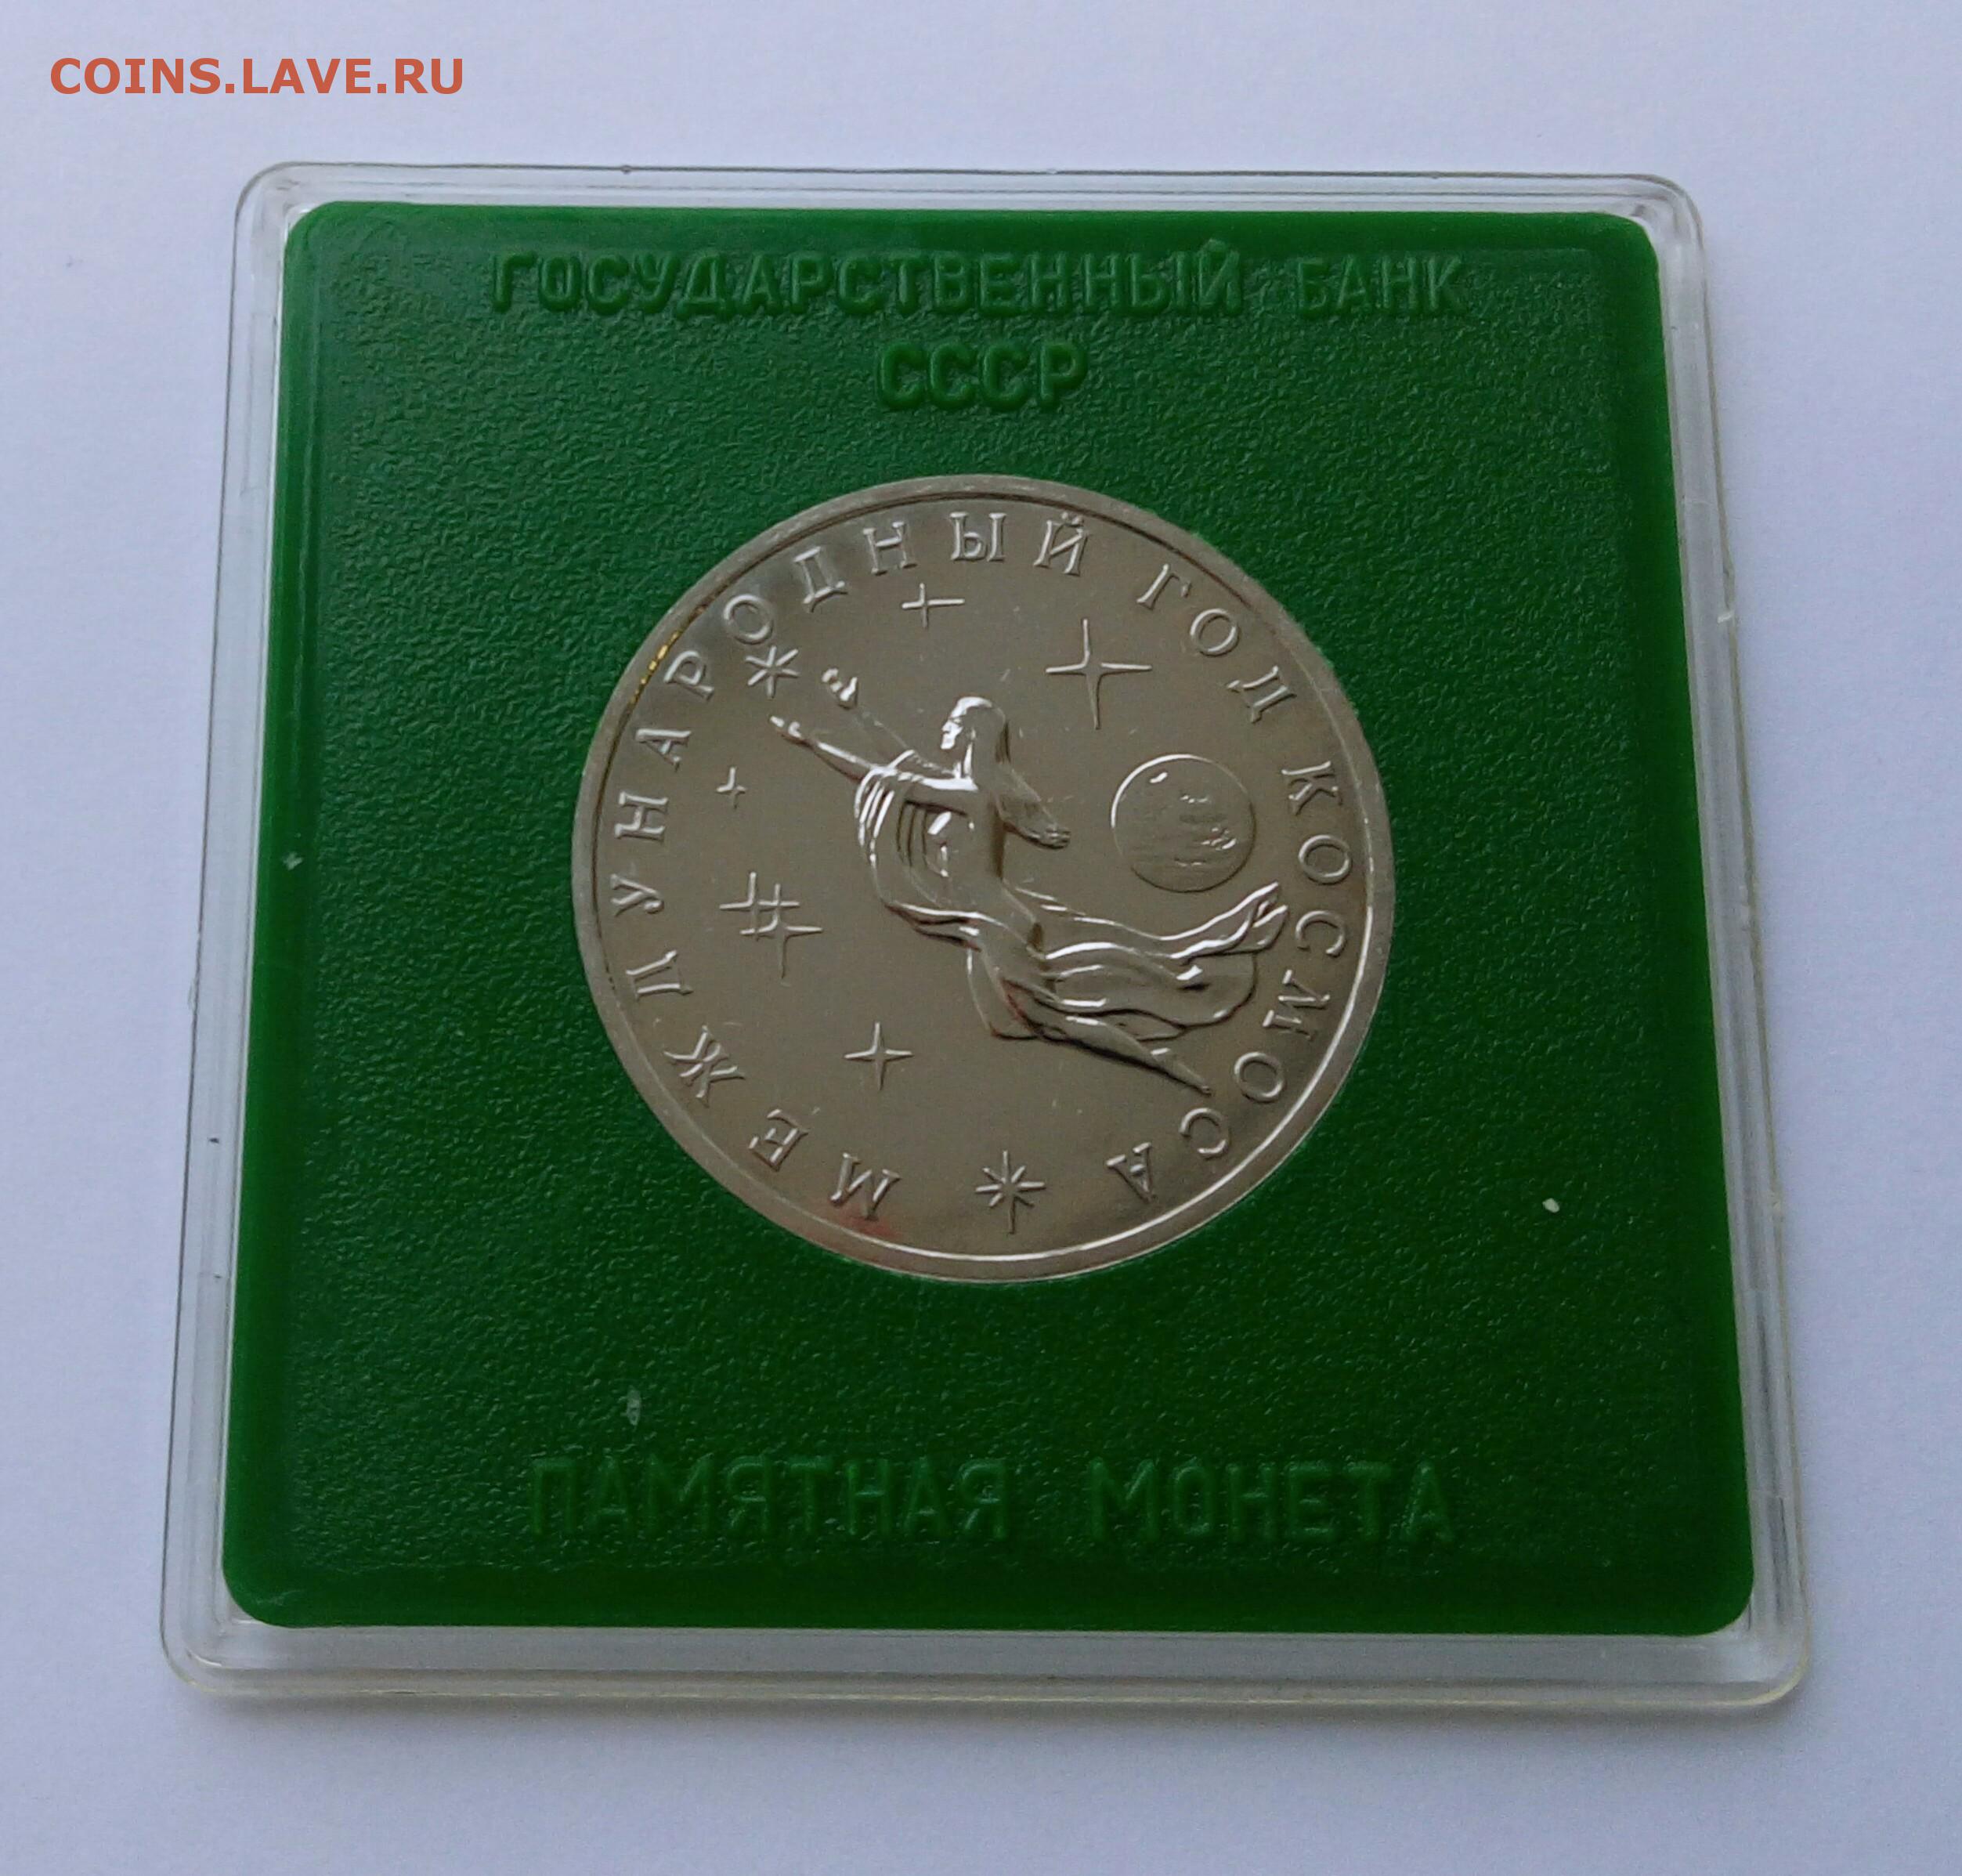 COINS.LAVE.RU
ГОСУДАРСТВЕННЫЙ БАНК
СССР
МЕЖДУНАРОДНЫЙ ГОД КОСМОСА
ПАМЯТНАЯ МОНЕТА